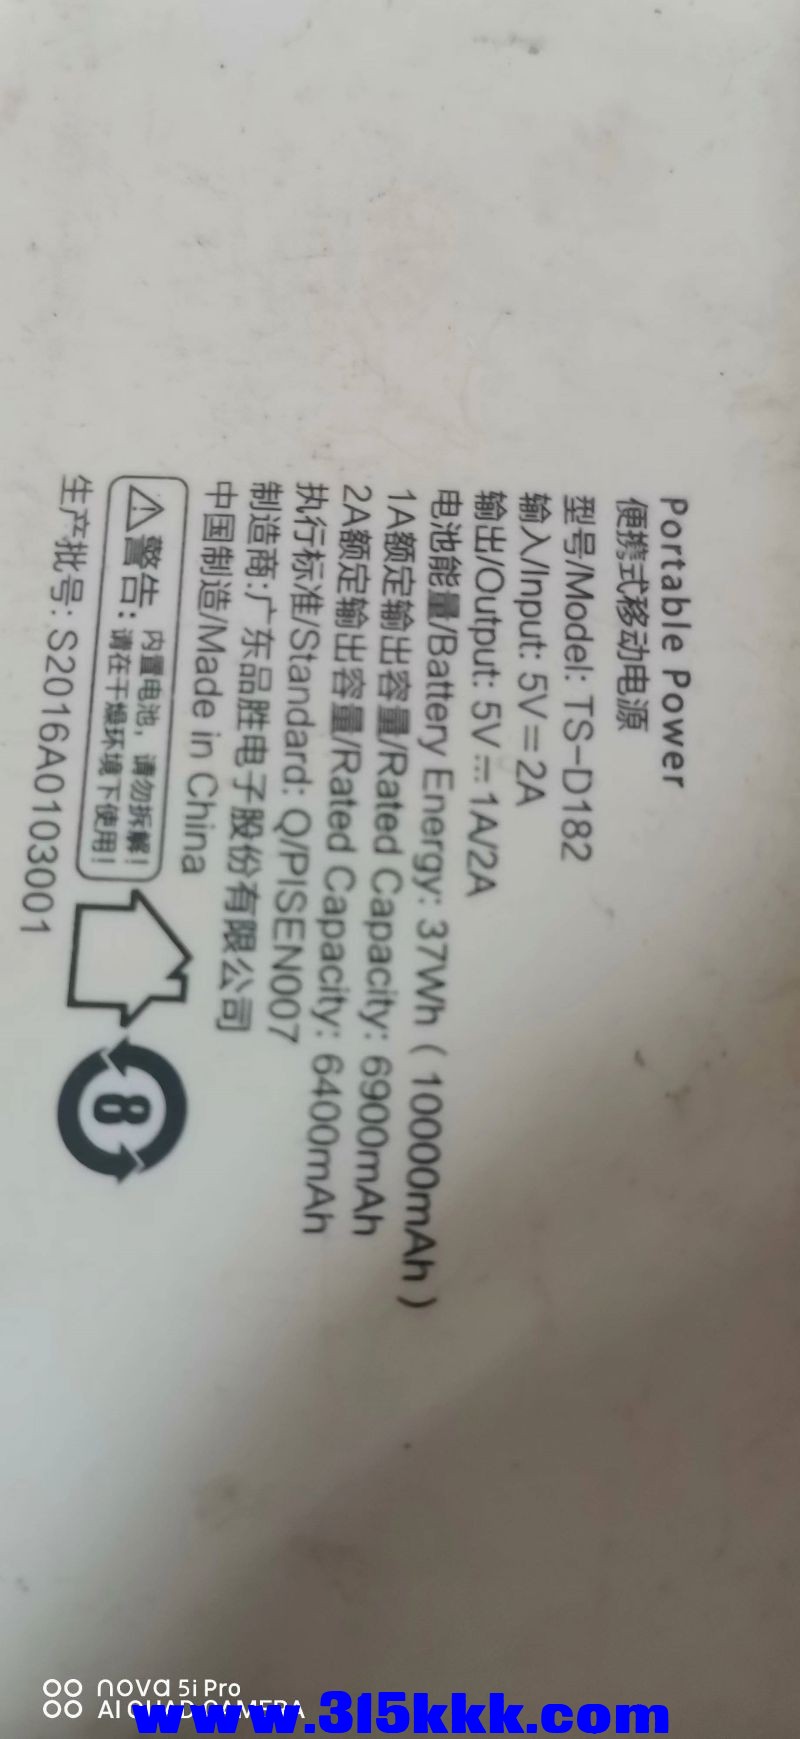 Portable Power
便携式移动电源
型号/Model: TS-D182
输入/Input: 5V⎓2A
输出/Output: 5V⎓1A/2A
电池能量/Battery Energy: 37Wh（10000mAh）
1A额定输出容量/Rated Capacity: 6900mAh
2A额定输出容量/Rated Capacity: 6400mAh
执行标准/Standard: Q/PISEN007
制造商:广东品胜电子股份有限公司
中国制造/Made in China
警告: 内置电池，请勿拆解!
请在干燥环境下使用!
生产批号: S2016A0103001
8
nova 5i Pro
AI QUAD CAMERA
www.315kkk.com